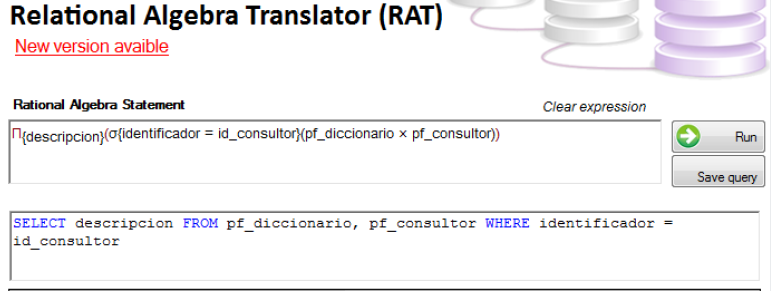 Relational Algebra Translator (RAT)
New version avaible
Rational Algebra Statement
Clear expression
Π{descripcion}(σ{identificador = id_consultor}(pf_diccionario × pf_consultor))
Run
Save query
SELECT descripcion FROM pf_diccionario, pf_consultor WHERE identificador =
id_consultor